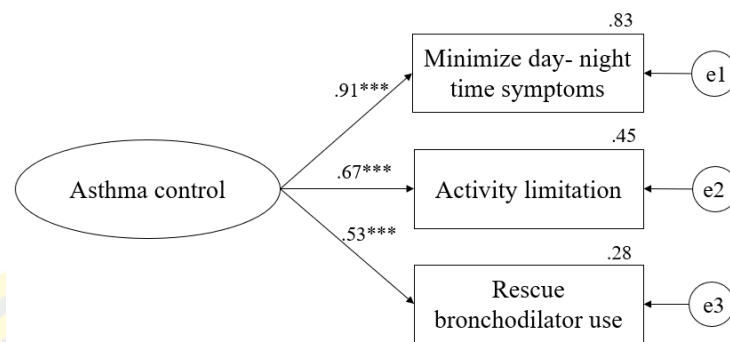 .83
Minimize day- night
time symptoms
e1
.91***
.45
Asthma control
.67***
Activity limitation
e2
.53***
.28
Rescue
bronchodilator use
e3